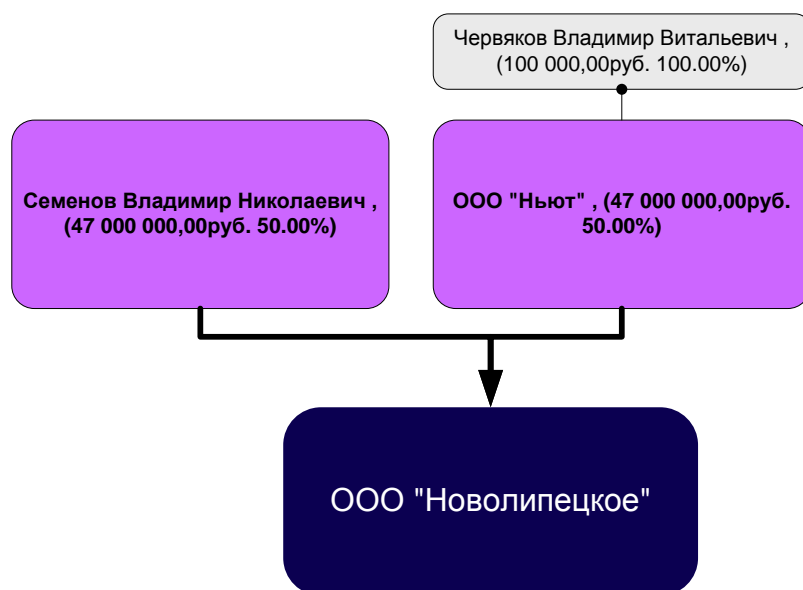 Червяков Владимир Витальевич ,
(100 000,00руб. 100.00%)
Семенов Владимир Николаевич ,
(47 000 000,00руб. 50.00%)
ООО "Ньют" , (47 000 000,00руб.
50.00%)
ООО "Новолипецкое"